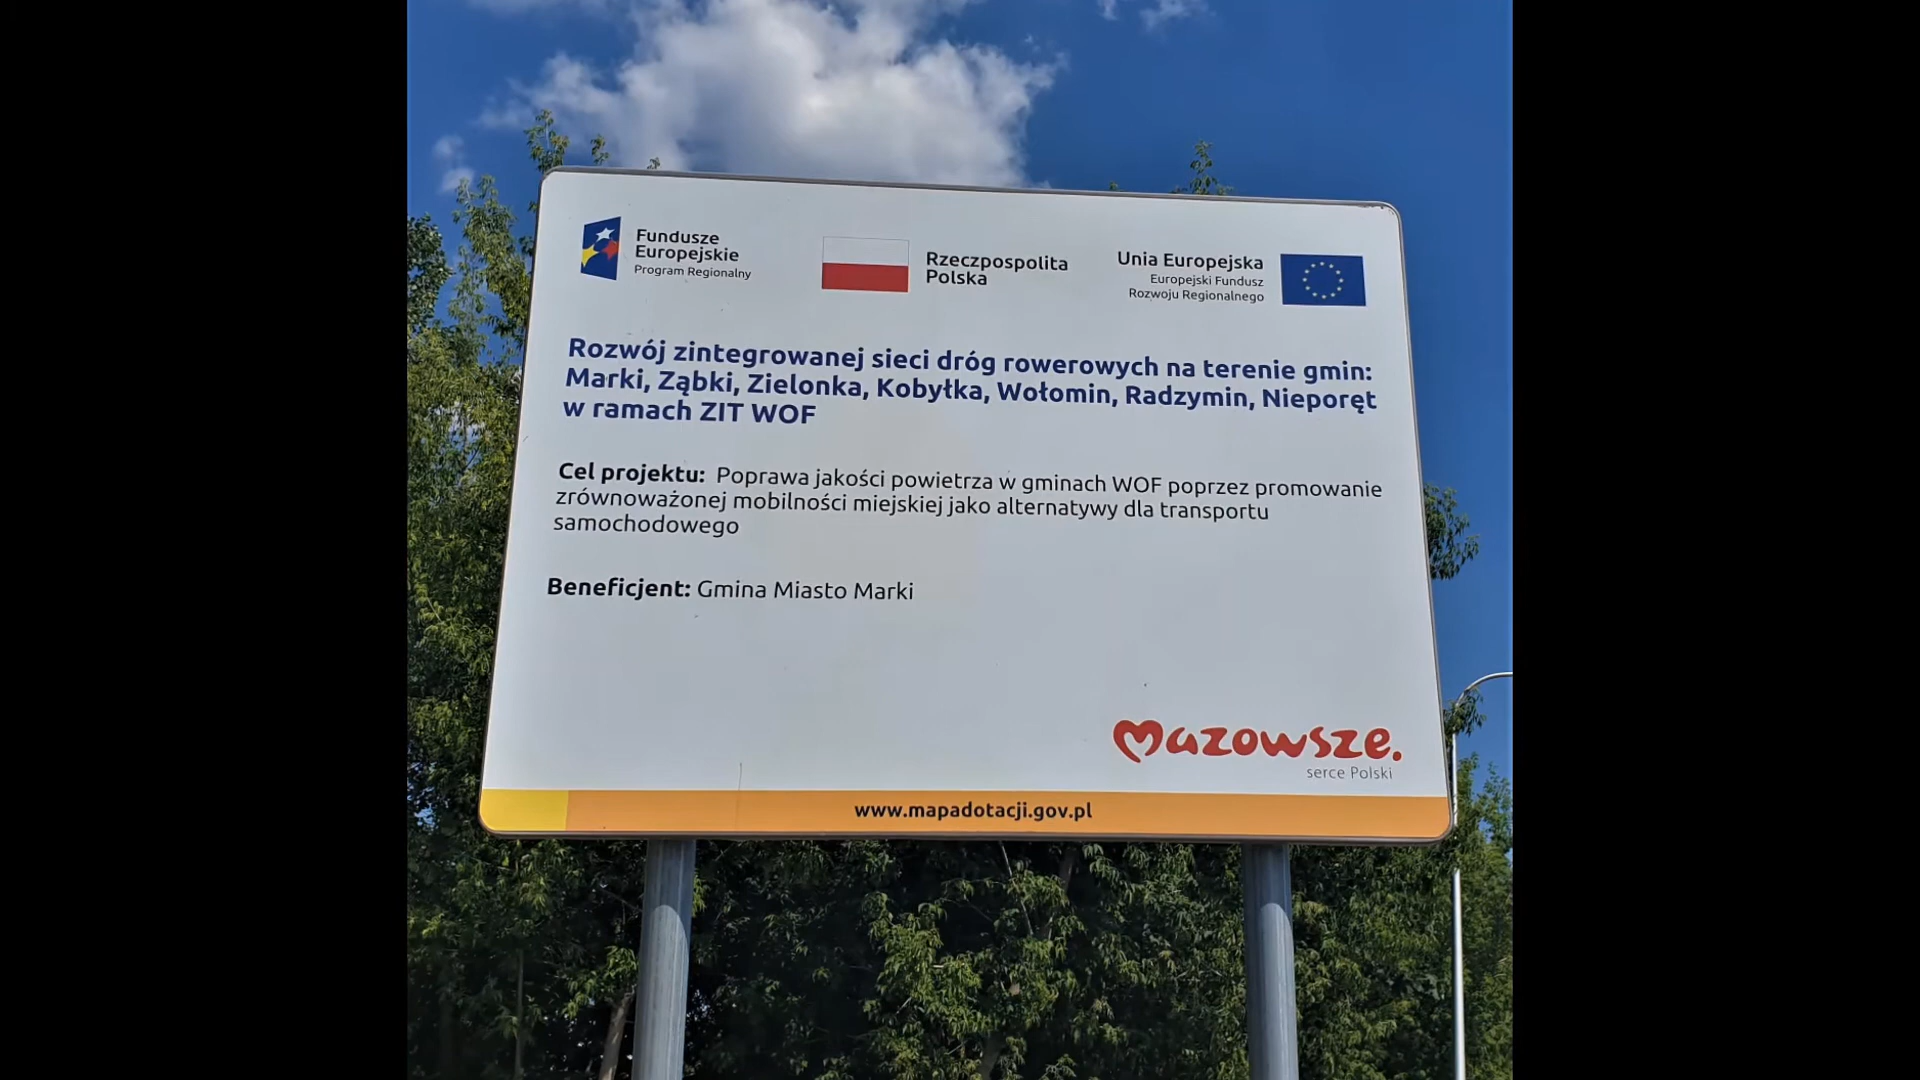 Fundusze
Europejskie
Program Regionalny
Rzeczpospolita
Polska
Unia Europejska
Europejski Fundusz
Rozwoju Regionalnego
Rozwój zintegrowanej sieci dróg rowerowych na terenie gmin:
Marki, Ząbki, Zielonka, Kobyłka, Wołomin, Radzymin, Nieporęt
w ramach ZIT WOF
Cel projektu: Poprawa jakości powietrza w gminach WOF poprzez promowanie
zrównoważonej mobilności miejskiej jako alternatywy dla transportu
samochodowego
Beneficjent: Gmina Miasto Marki
Mazowsze.
serce Polski
www.mapadotacji.gov.pl